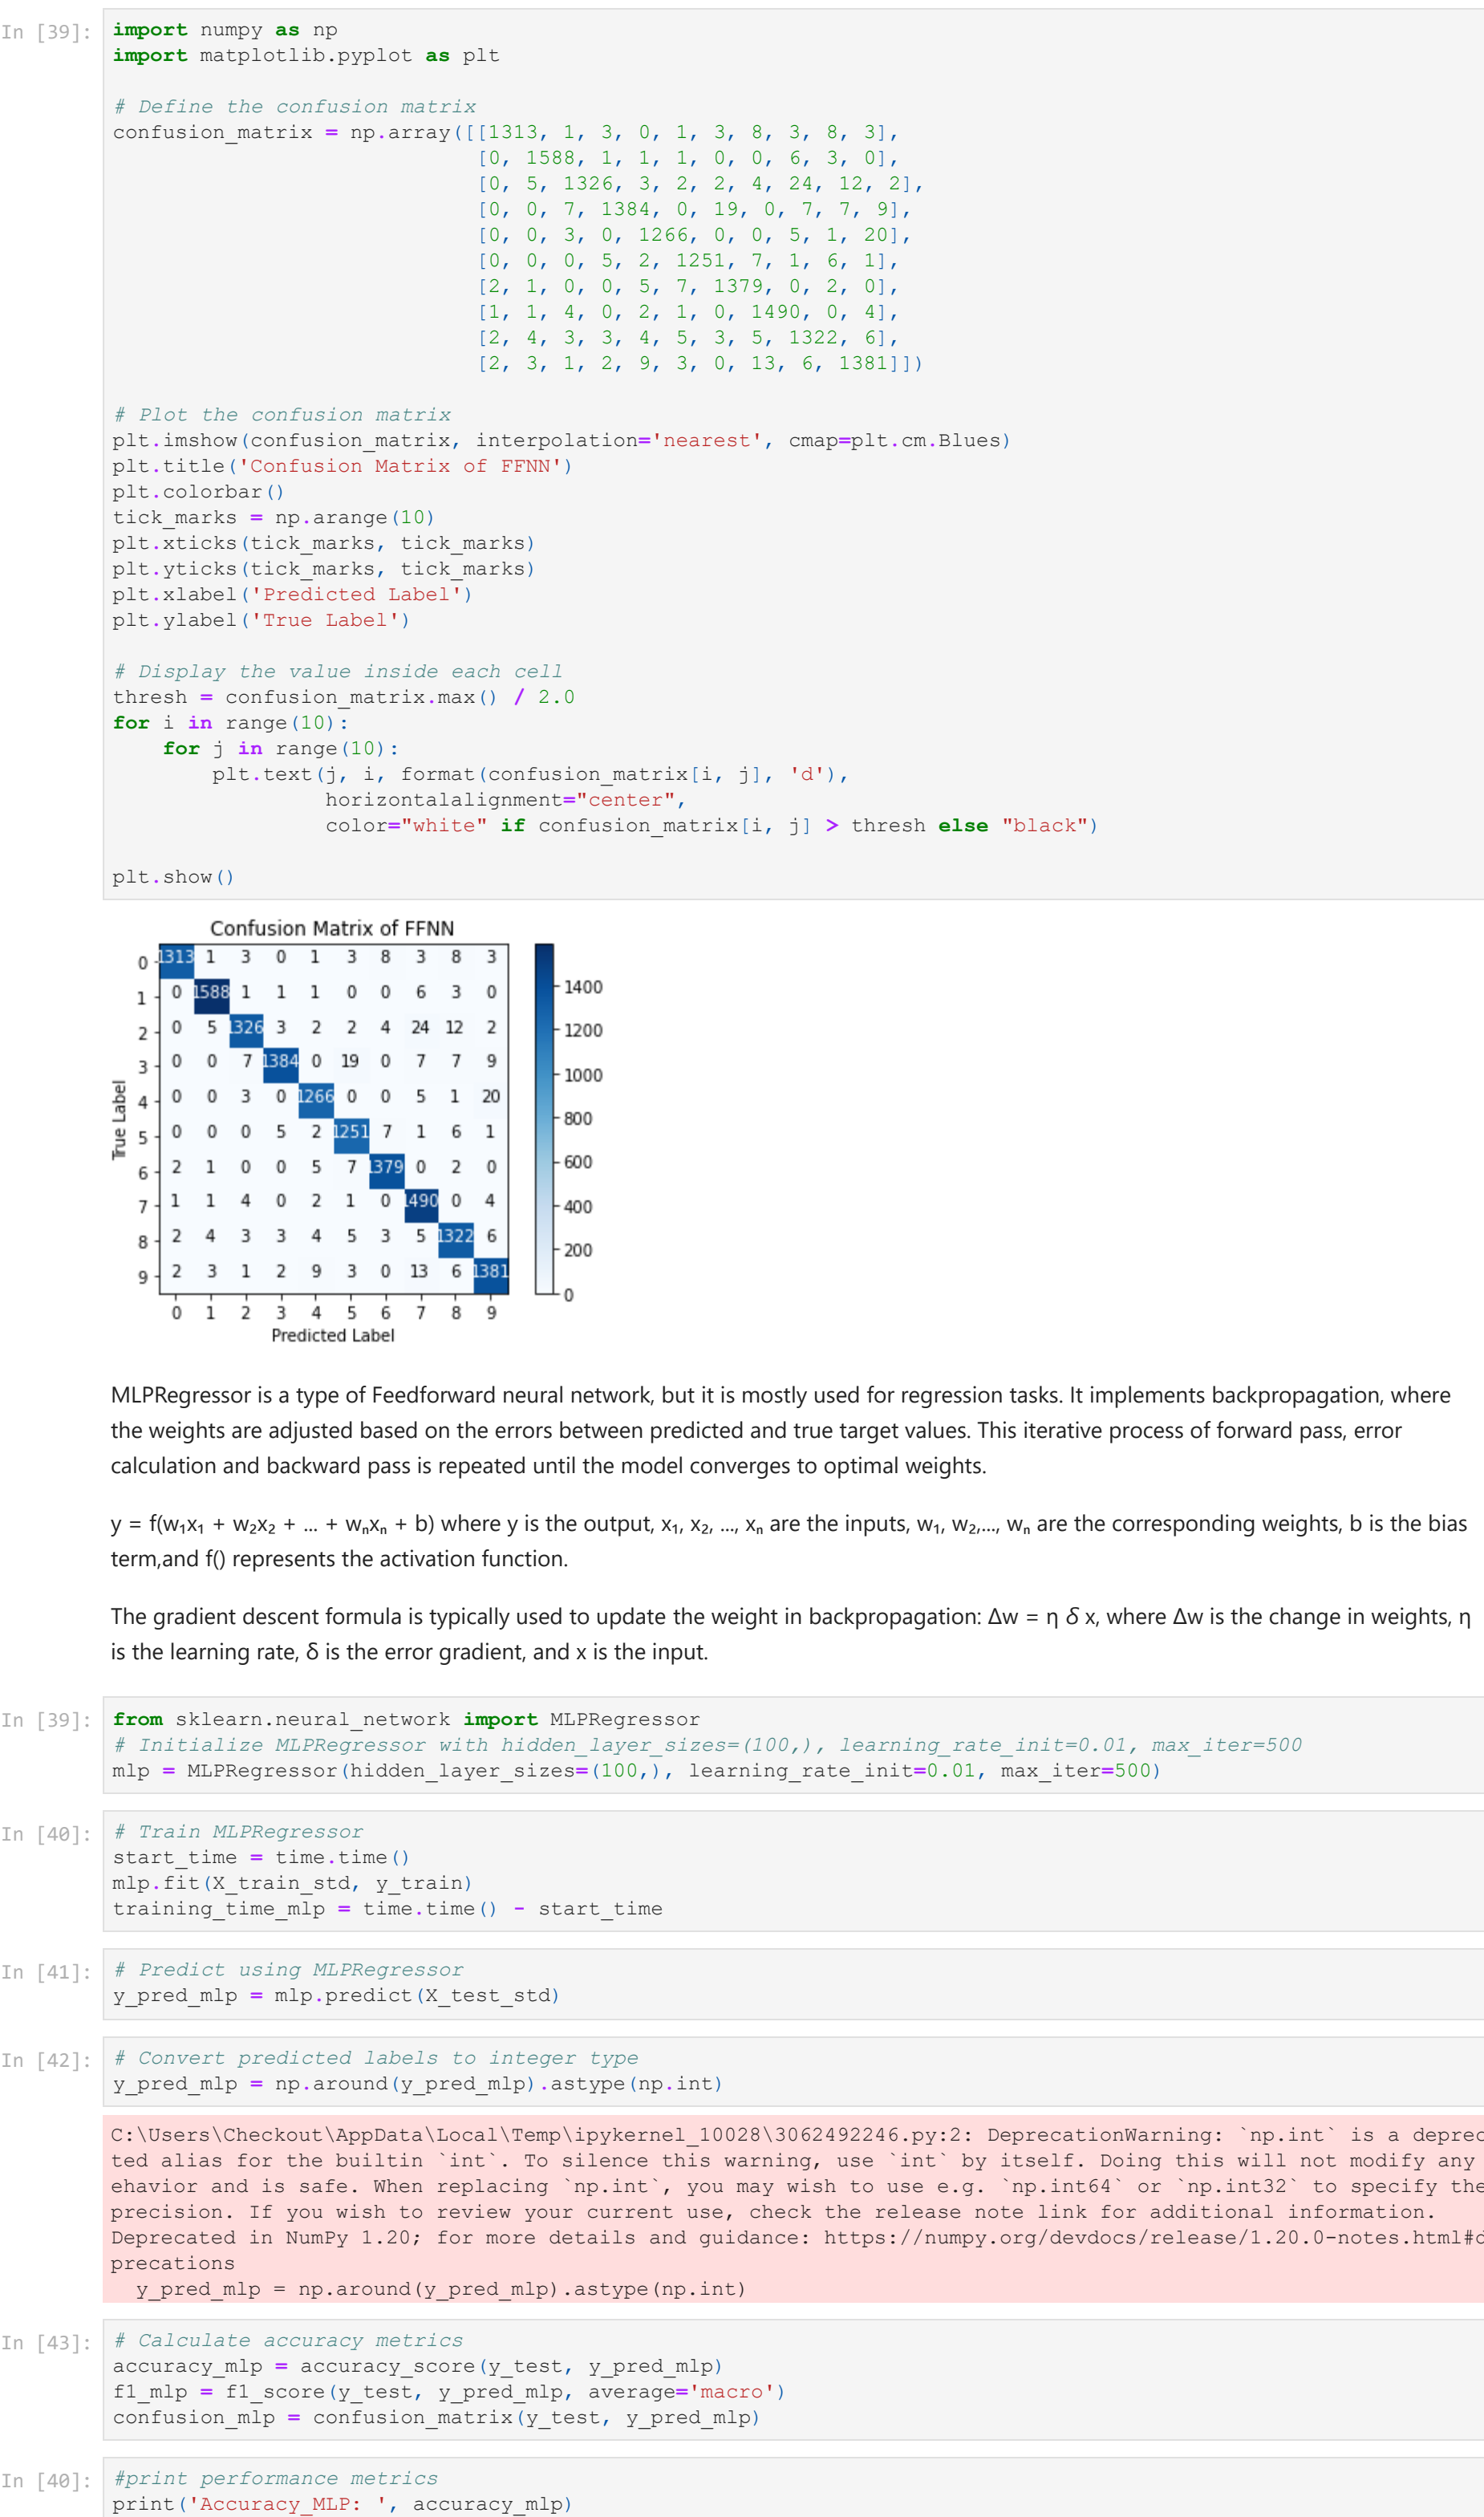 In [39]: import numpy as np
import matplotlib.pyplot as plt
# Define the confusion matrix
confusion_matrix = np.array([[1313, 1, 3, 0, 1, 3, 8, 3, 8, 3],
[0, 1588, 1, 1, 1, 0, 0, 6, 3, 0],
[0, 5, 1326, 3, 2, 2, 4, 24, 12, 2],
[0, 0, 7, 1384, 0, 19, 0, 7, 7, 9],
[0, 0, 3, 0, 1266, 0, 0, 5, 1, 20],
[0, 0, 0, 5, 2, 1251, 7, 1, 6, 1],
[2, 1, 0, 0, 5, 7, 1379, 0, 2, 0],
[1, 1, 4, 0, 2, 1, 0, 1490, 0, 4],
[2, 4, 3, 3, 4, 5, 3, 5, 1322, 6],
[2, 3, 1, 2, 9, 3, 0, 13, 6, 1381]])
# Plot the confusion matrix
plt.imshow(confusion_matrix, interpolation='nearest', cmap=plt.cm.Blues)
plt.title('Confusion Matrix of FFNN')
plt.colorbar()
tick_marks = np.arange(10)
plt.xticks(tick_marks, tick_marks)
plt.yticks(tick_marks, tick_marks)
plt.xlabel('Predicted Label')
plt.ylabel('True Label')
# Display the value inside each cell
thresh = confusion_matrix.max() / 2.0
for i in range(10):
for j in range(10):
plt.text(j, i, format(confusion_matrix[i, j], 'd'),
horizontalalignment="center",
color="white" if confusion_matrix[i, j] > thresh else "black")
plt.show()
Confusion Matrix of FFNN
0 1313 1 3 0 1 3 8 3 8 3
1 0 1588 1 1 1 0 0 6 3 0
2 0 5 1326 3 2 2 4 24 12 2
3 0 0 7 1384 0 19 0 7 7 9
4 0 0 3 0 1266 0 0 5 1 20
5 0 0 0 5 2 1251 7 1 6 1
6 2 1 0 0 5 7 1379 0 2 0
7 1 1 4 0 2 1 0 1490 0 4
8 2 4 3 3 4 5 3 5 1322 6
9 2 3 1 2 9 3 0 13 6 1381
0 1 2 3 4 5 6 7 8 9
Predicted Label
True Label
1400
1200
1000
800
600
400
200
0
MLPRegressor is a type of Feedforward neural network, but it is mostly used for regression tasks. It implements backpropagation, where
the weights are adjusted based on the errors between predicted and true target values. This iterative process of forward pass, error
calculation and backward pass is repeated until the model converges to optimal weights.
y = f(w₁x₁ + w₂x₂ + ... + wₙxₙ + b) where y is the output, x₁, x₂, ..., xₙ are the inputs, w₁, w₂,..., wₙ are the corresponding weights, b is the bias
term,and f() represents the activation function.
The gradient descent formula is typically used to update the weight in backpropagation: Δw = η δ x, where Δw is the change in weights, η
is the learning rate, δ is the error gradient, and x is the input.
In [39]: from sklearn.neural_network import MLPRegressor
# Initialize MLPRegressor with hidden_layer_sizes=(100,), learning_rate_init=0.01, max_iter=500
mlp = MLPRegressor(hidden_layer_sizes=(100,), learning_rate_init=0.01, max_iter=500)
In [40]: # Train MLPRegressor
start_time = time.time()
mlp.fit(X_train_std, y_train)
training_time_mlp = time.time() - start_time
In [41]: # Predict using MLPRegressor
y_pred_mlp = mlp.predict(X_test_std)
In [42]: # Convert predicted labels to integer type
y_pred_mlp = np.around(y_pred_mlp).astype(np.int)
C:\Users\Checkout\AppData\Local\Temp\ipykernel_10028\3062492246.py:2: DeprecationWarning: `np.int` is a deprec
ted alias for the builtin `int`. To silence this warning, use `int` by itself. Doing this will not modify any
ehavior and is safe. When replacing `np.int`, you may wish to use e.g. `np.int64` or `np.int32` to specify the
precision. If you wish to review your current use, check the release note link for additional information.
Deprecated in NumPy 1.20; for more details and guidance: https://numpy.org/devdocs/release/1.20.0-notes.html#d
precations
y_pred_mlp = np.around(y_pred_mlp).astype(np.int)
In [43]: # Calculate accuracy metrics
accuracy_mlp = accuracy_score(y_test, y_pred_mlp)
f1_mlp = f1_score(y_test, y_pred_mlp, average='macro')
confusion_mlp = confusion_matrix(y_test, y_pred_mlp)
In [40]: #print performance metrics
print('Accuracy_MLP: ', accuracy_mlp)